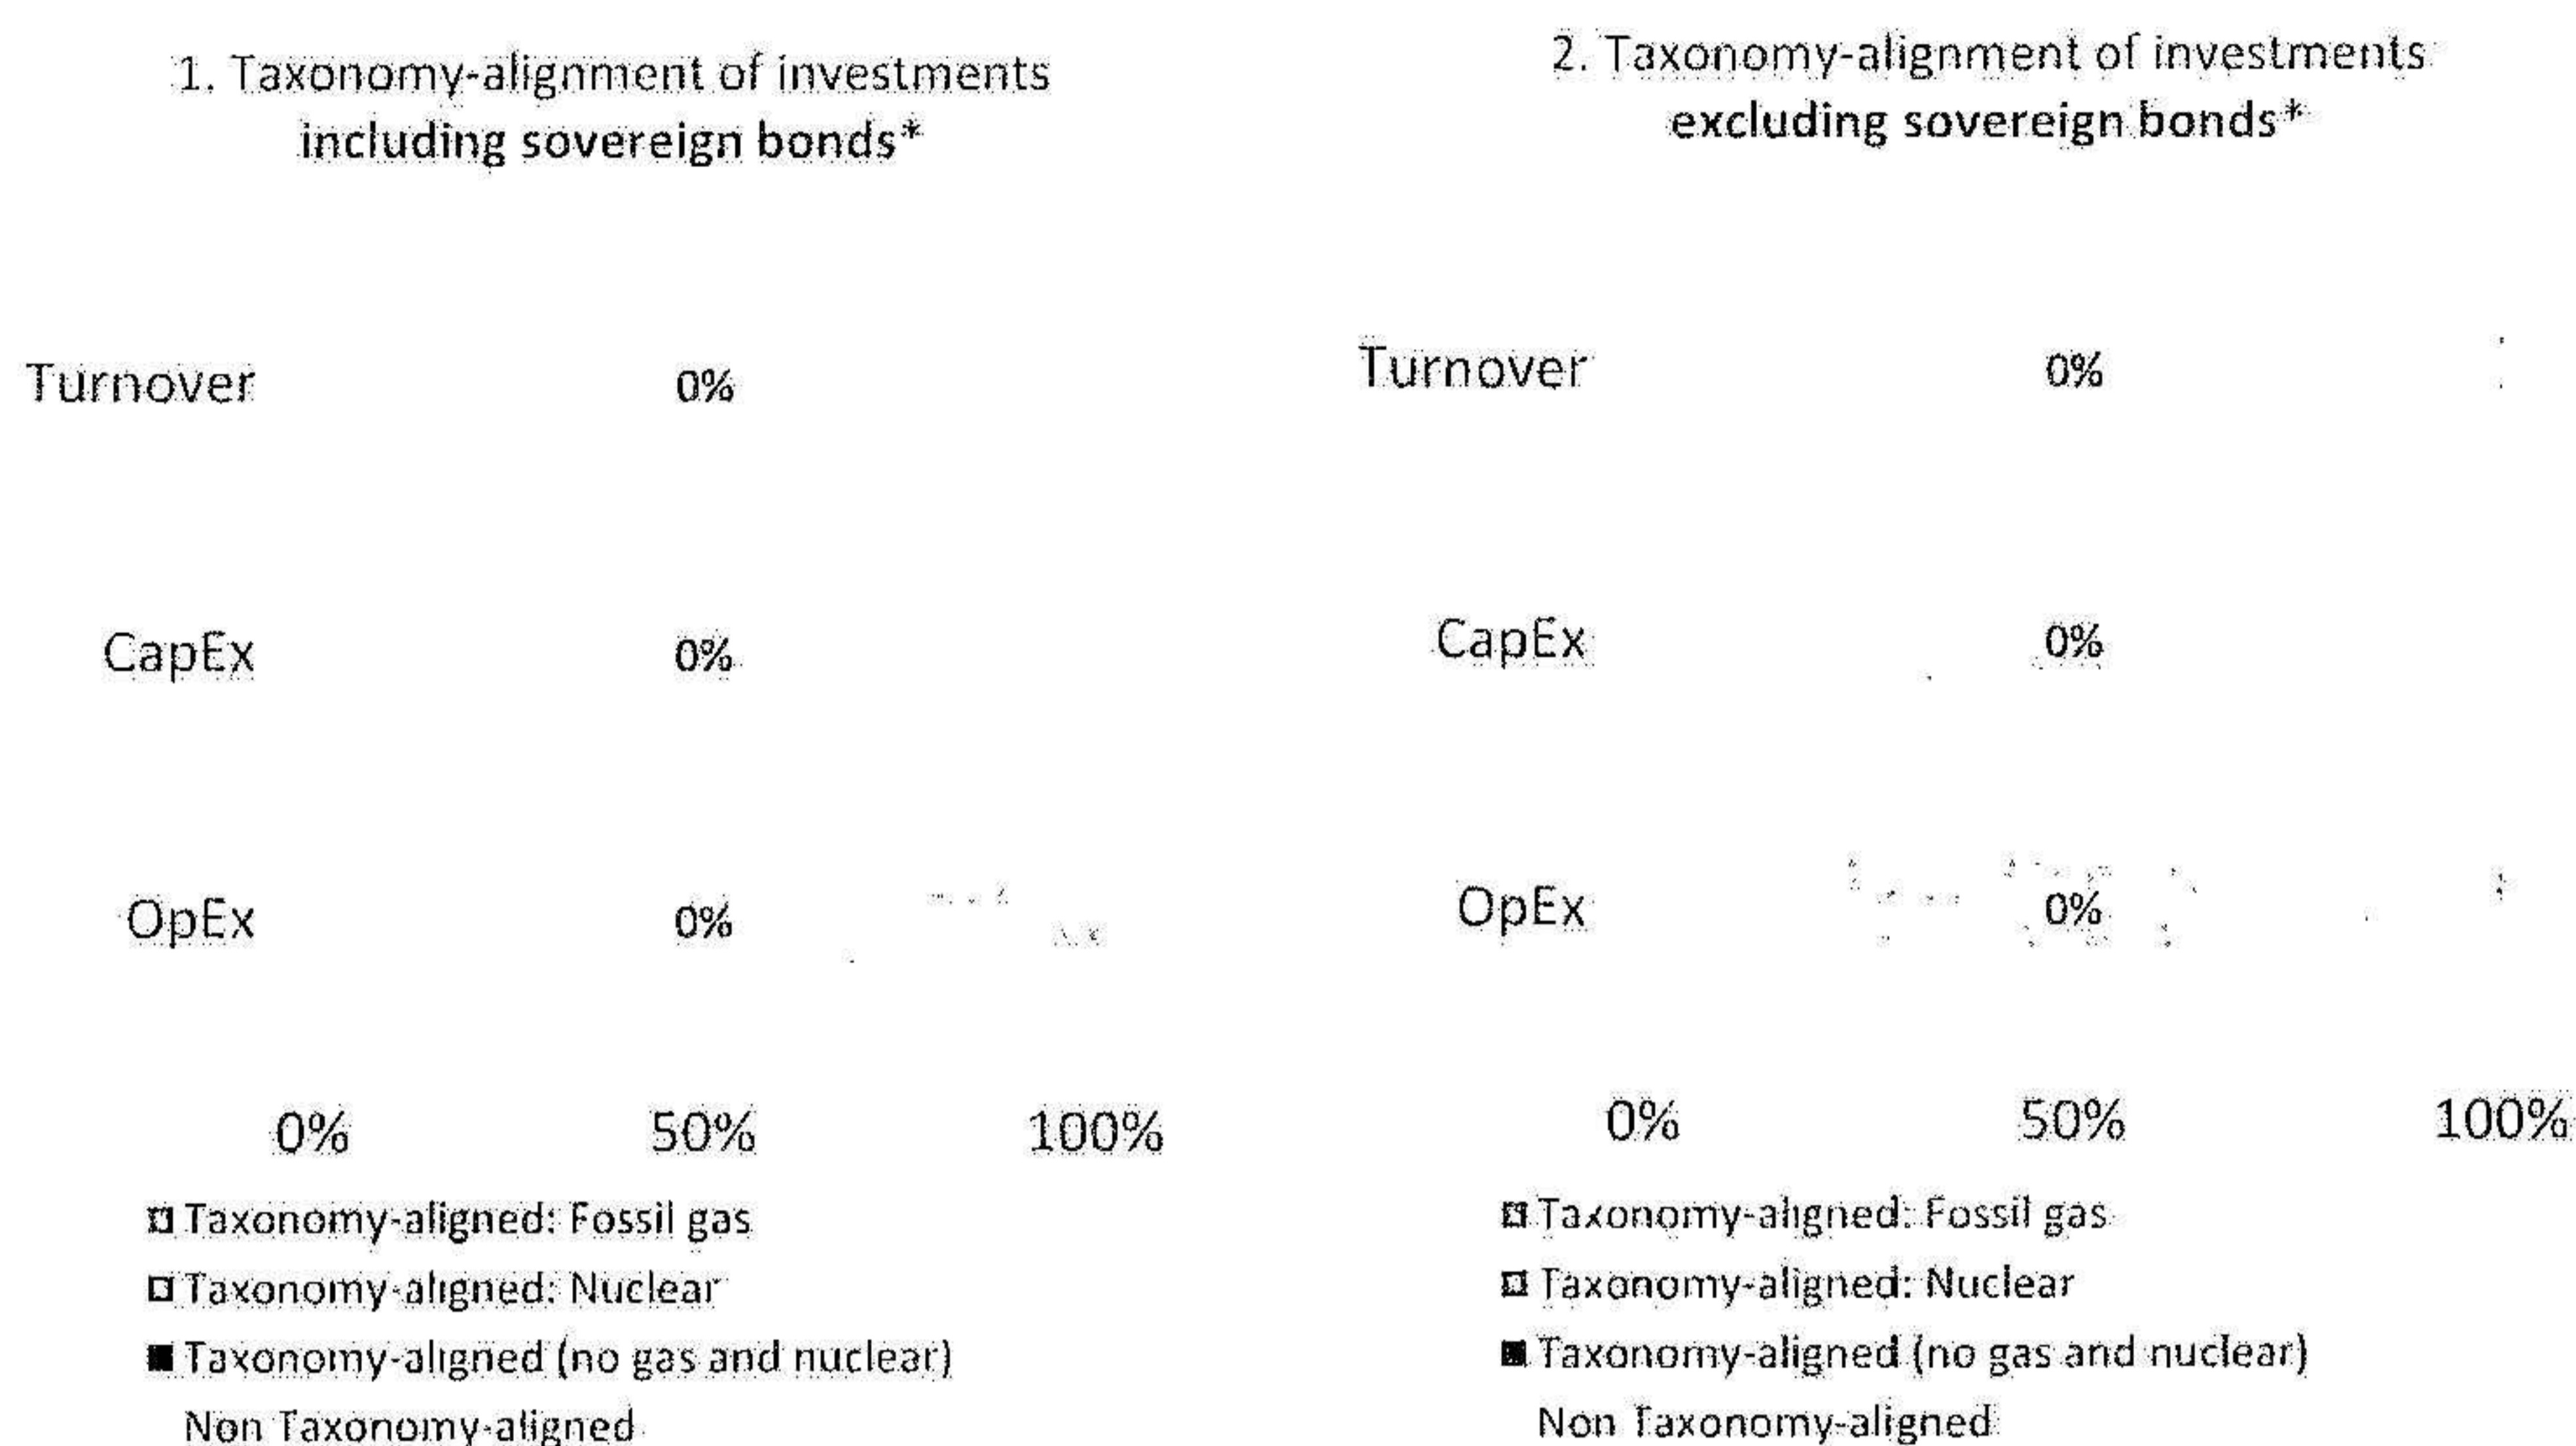 1. Taxonomy-alignment of investments
including sovereign bonds*
Turnover
0%
CapEx
0%
OpEx
0%
0% 50% 100%
Taxonomy-aligned: Fossil gas
Taxonomy-aligned: Nuclear
Taxonomy-aligned (no gas and nuclear)
Non Taxonomy-aligned
2. Taxonomy-alignment of investments
excluding sovereign bonds*
Turnover
0%
CapEx
0%
OpEx
0%
0% 50% 100%
Taxonomy-aligned: Fossil gas
Taxonomy-aligned: Nuclear
Taxonomy-aligned (no gas and nuclear)
Non Taxonomy-aligned